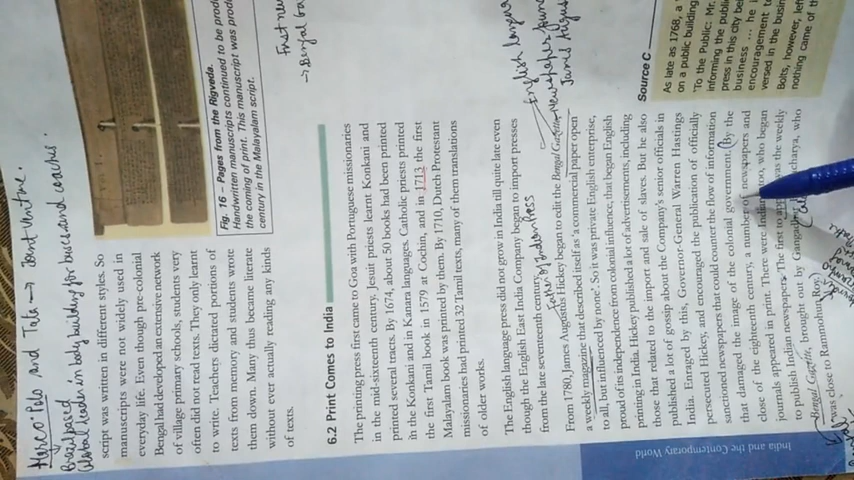 Marco Polo and Tata → Joint Venture.
Brazil based
Global leader in body building for buses and coaches.
script was written in different styles. So
manuscripts were not widely used in
everyday life. Even though pre-colonial
Bengal had developed an extensive network
of village primary schools, students very
often did not read texts. They only learnt
to write. Teachers dictated portions of
texts from memory and students wrote
them down. Many thus became literate
without ever actually reading any kinds
of texts.
Fig. 16 – Pages from the Rigveda.
Handwritten manuscripts continued to be prod
the coming of print. This manuscript was produc
century in the Malayalam script.
First new
→ Bengal Ga
6.2 Print Comes to India
The printing press first came to Goa with Portuguese missionaries
in the mid-sixteenth century. Jesuit priests learnt Konkani and
printed several tracts. By 1674, about 50 books had been printed
in the Konkani and in Kanara languages. Catholic priests printed
the first Tamil book in 1579 at Cochin, and in 1713 the first
Malayalam book was printed by them. By 1710, Dutch Protestant
missionaries had printed 32 Tamil texts, many of them translations
of older works.
The English language press did not grow in India till quite late even
though the English East India Company began to import presses
from the late seventeenth century.
Father of Indian Press
English langua
Newspaper foun
James August
From 1780, James Augustus Hickey began to edit the Bengal Gazette,
a weekly magazine that described itself as 'a commercial paper open
to all, but influenced by none'. So it was private English enterprise,
proud of its independence from colonial influence, that began English
printing in India. Hickey published a lot of advertisements, including
those that related to the import and sale of slaves. But he also
published a lot of gossip about the Company's senior officials in
India. Enraged by this, Governor-General Warren Hastings
persecuted Hickey, and encouraged the publication of officially
sanctioned newspapers that could counter the flow of information
that damaged the image of the colonial government. By the
close of the eighteenth century, a number of newspapers and
journals appeared in print. There were Indians, too, who began
to publish Indian newspapers. The first to appear was the weekly
Bengal Gazette, brought out by Gangadhar Bhattacharya, who
was close to Rammohun Roy.
Source C
As late as 1768, a
on a public building
'To the Public: Mr.
informing the public
press in this city bei
business ... he i
encouragement to
versed in the busin
Bolts, however, left
nothing came of th
India and the Contemporary World